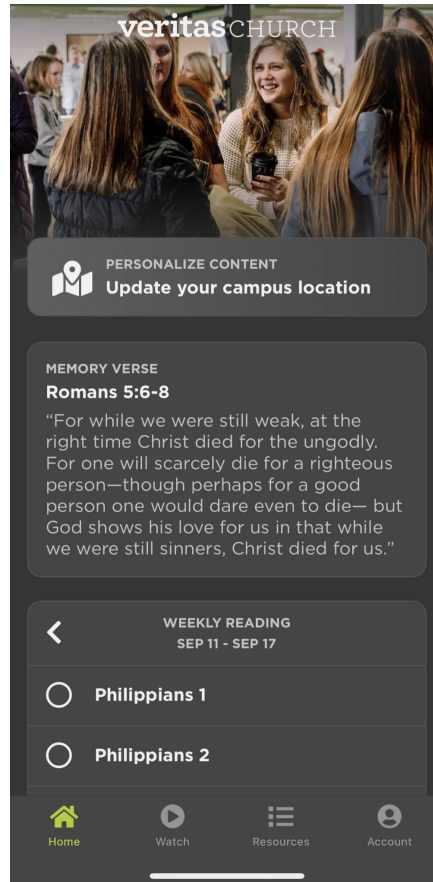 veritas CHURCH
PERSONALIZE CONTENT
Update your campus location
MEMORY VERSE
Romans 5:6-8
“For while we were still weak, at the
right time Christ died for the ungodly.
For one will scarcely die for a righteous
person—though perhaps for a good
person one would dare even to die— but
God shows his love for us in that while
we were still sinners, Christ died for us.”
WEEKLY READING
SEP 11 - SEP 17
Philippians 1
Philippians 2
Home
Watch
Resources
Account